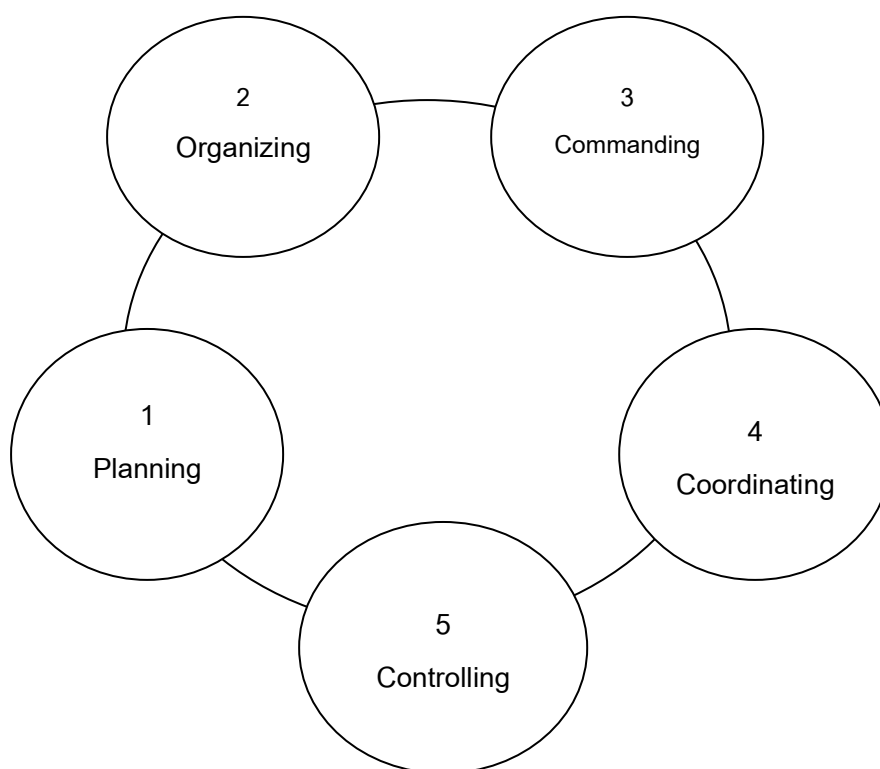 1
Planning
2
Organizing
3
Commanding
4
Coordinating
5
Controlling